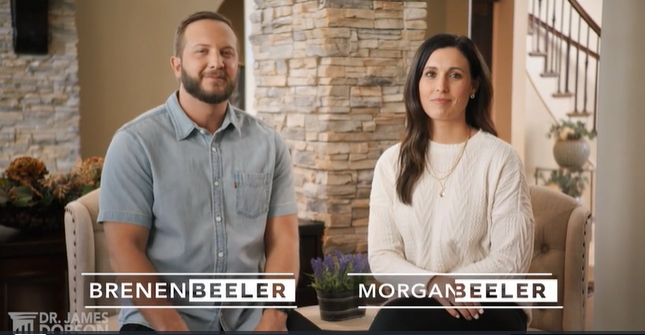 BRENEN BEELER
MORGAN BEELER
DR. JAMES
DOBSON